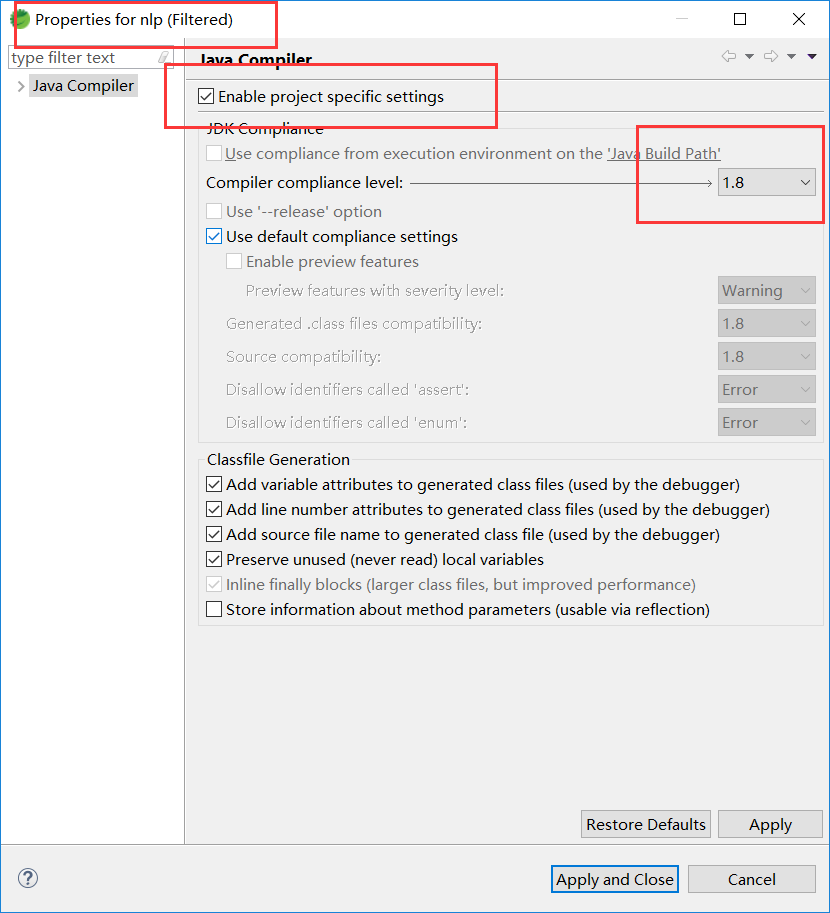 Properties for nlp (Filtered)
type filter text
Java Compiler
Java Compiler
Enable project specific settings
JDK Compliance
Use compliance from execution environment on the 'Java Build Path'
Compiler compliance level: 1.8
Use '--release' option
Use default compliance settings
Enable preview features
Preview features with severity level: Warning
Generated .class files compatibility: 1.8
Source compatibility: 1.8
Disallow identifiers called 'assert': Error
Disallow identifiers called 'enum': Error
Classfile Generation
Add variable attributes to generated class files (used by the debugger)
Add line number attributes to generated class files (used by the debugger)
Add source file name to generated class file (used by the debugger)
Preserve unused (never read) local variables
Inline finally blocks (larger class files, but improved performance)
Store information about method parameters (usable via reflection)
Restore Defaults Apply
? Apply and Close Cancel